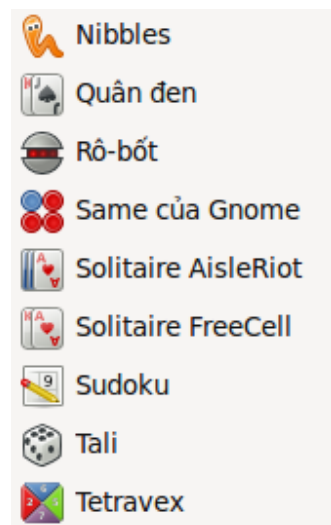 Nibbles
Quân đen
Rô-bốt
Same của Gnome
Solitaire AisleRiot
Solitaire FreeCell
Sudoku
Tali
Tetravex